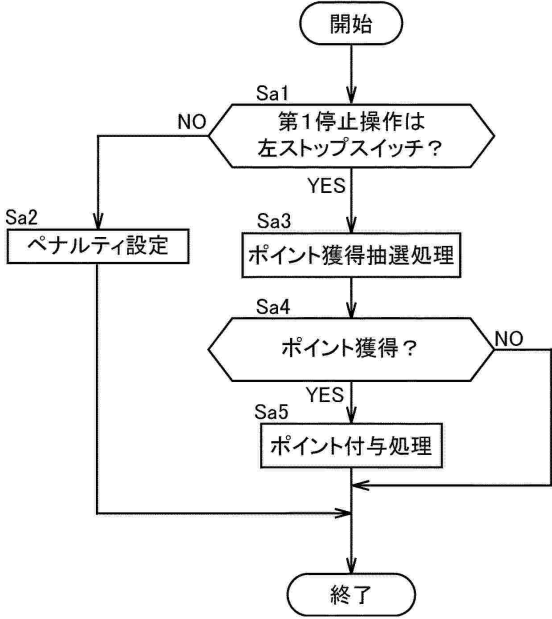 開始
Sa1
第1停止操作は
左ストップスイッチ？
NO
YES
Sa2
ペナルティ設定
Sa3
ポイント獲得抽選処理
Sa4
ポイント獲得？
NO
YES
Sa5
ポイント付与処理
終了